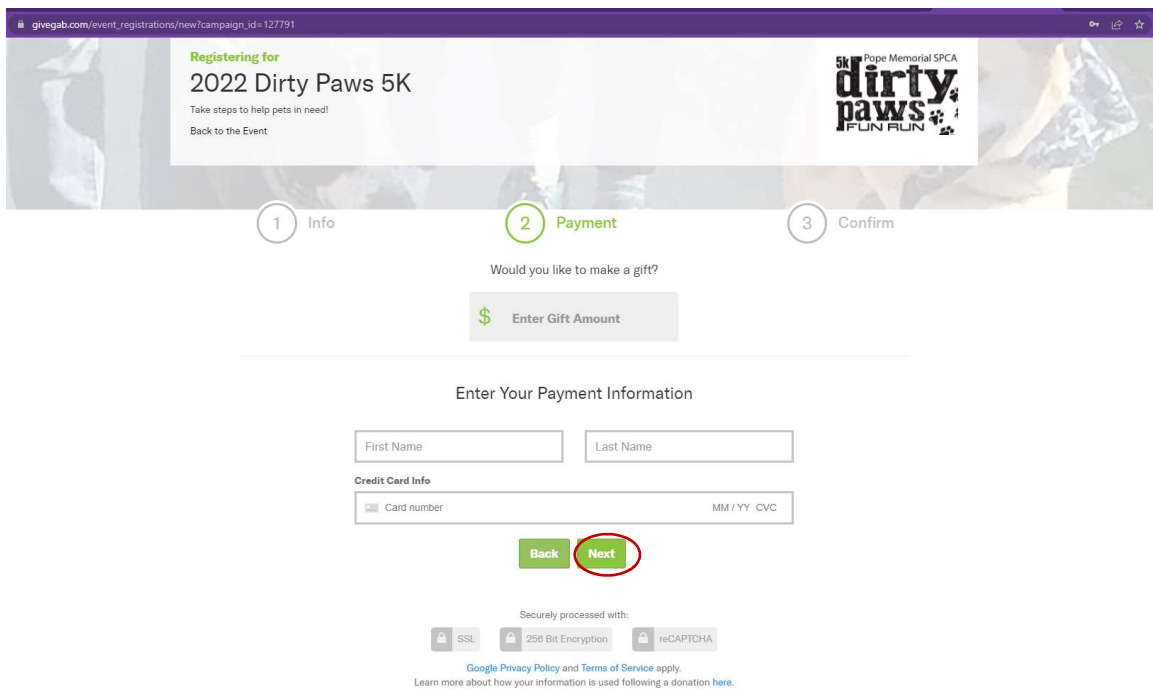 givegab.com/event_registrations/new?campaign_id=127791
Registering for
2022 Dirty Paws 5K
Take steps to help pets in need!
Back to the Event
5k Pope Memorial SPCA
dirty
paws
FUN RUN
1 Info
2 Payment
3 Confirm
Would you like to make a gift?
$ Enter Gift Amount
Enter Your Payment Information
First Name Last Name
Credit Card Info
Card number MM / YY CVC
Back Next
Securely processed with:
SSL 256 Bit Encryption reCAPTCHA
Google Privacy Policy and Terms of Service apply.
Learn more about how your information is used following a donation here.